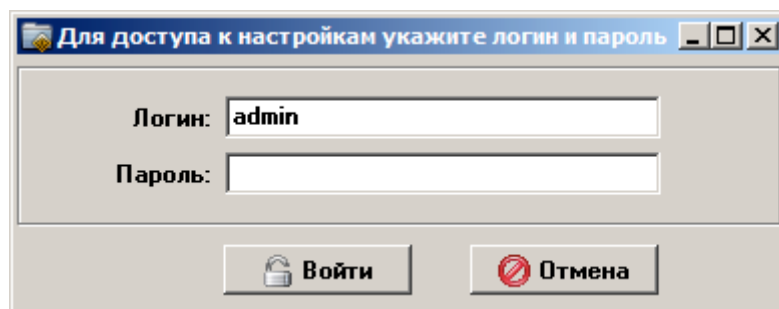 Для доступа к настройкам укажите логин и пароль
Логин: admin
Пароль:
Войти Отмена